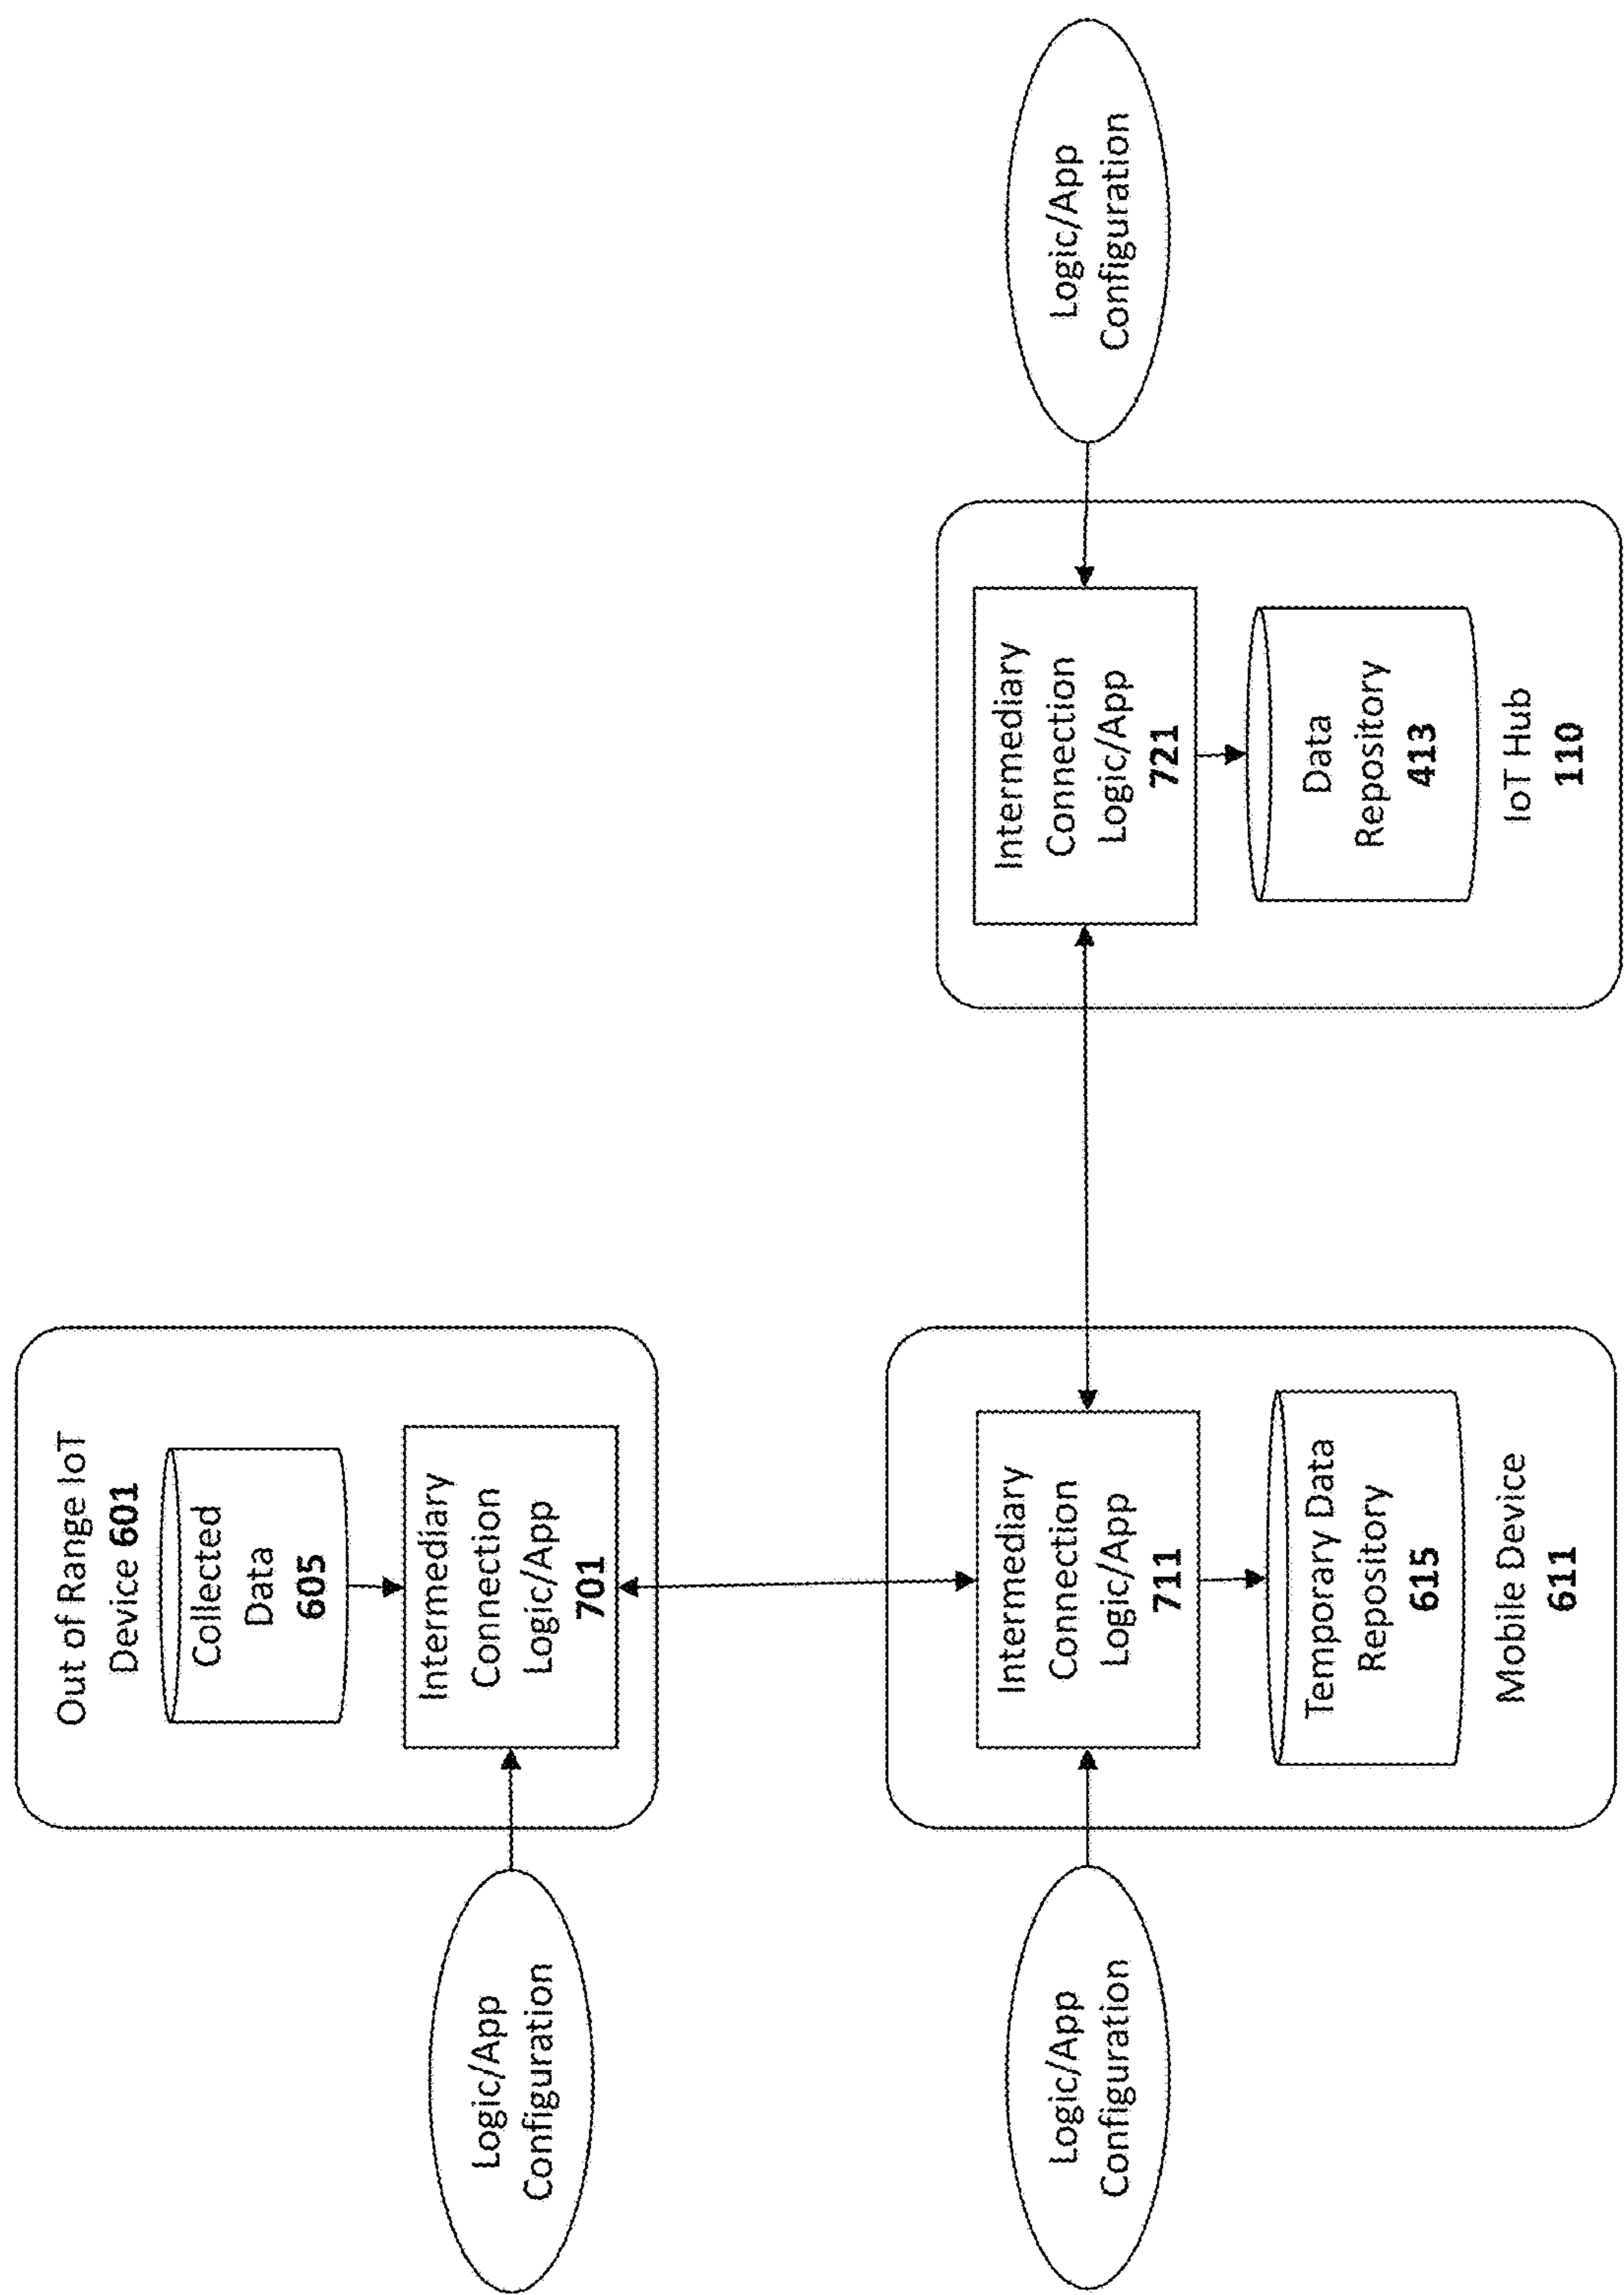 Out of Range IoT
Device 601
Collected
Data
605
Intermediary
Connection
Logic/App
701
Logic/App
Configuration
Logic/App
Configuration
Intermediary
Connection
Logic/App
711
Temporary Data
Repository
615
Mobile Device
611
Intermediary
Connection
Logic/App
721
Data
Repository
413
IoT Hub
110
Logic/App
Configuration